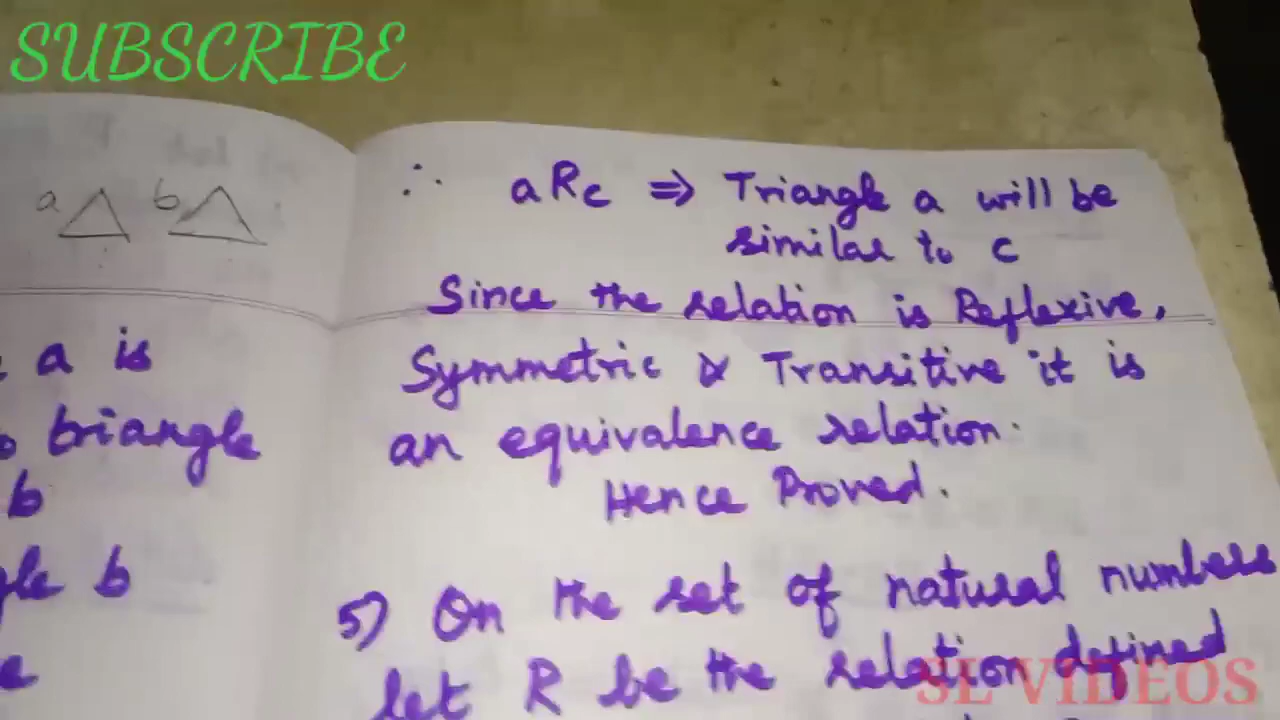 SUBSCRIBE
a b
a is
triangle
b
b
∴ aRc ⇒ Triangle a will be
similar to c
Since the relation is Reflexive,
Symmetric & Transitive it is
an equivalence relation.
Hence Proved.
5) On the set of natural numbers
let R be the relation defined
SL VIDEOS